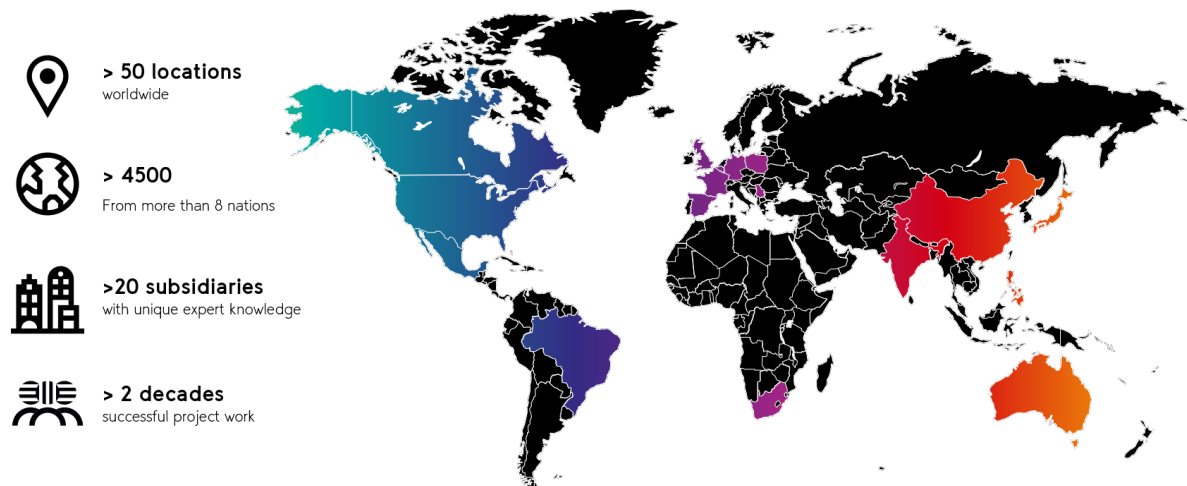 > 50 locations
worldwide
> 4500
From more than 8 nations
>20 subsidiaries
with unique expert knowledge
> 2 decades
successful project work